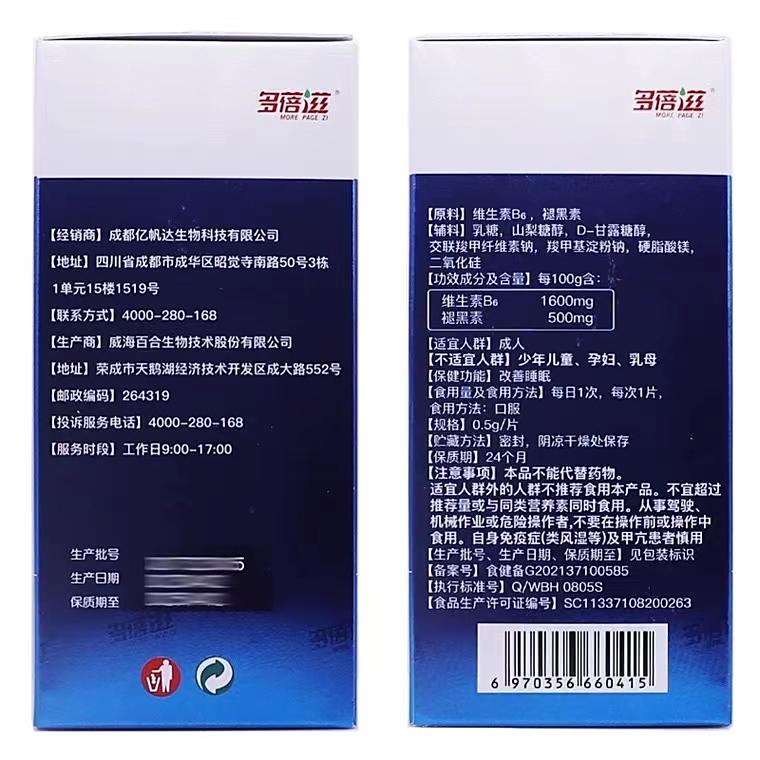 多蓓滋®
MORE PAGE ZI
【经销商】成都亿帆达生物科技有限公司
【地址】四川省成都市成华区昭觉寺南路50号3栋
1单元15楼1519号
【联系方式】4000-280-168
【生产商】威海百合生物技术股份有限公司
【地址】荣成市天鹅湖经济技术开发区成大路552号
【邮政编码】264319
【投诉服务电话】4000-280-168
【服务时段】工作日9:00-17:00
生产批号
生产日期
保质期至
多蓓滋®
MORE PAGE ZI
【原料】维生素B₆，褪黑素
【辅料】乳糖，山梨糖醇，D-甘露糖醇，
交联羧甲纤维素钠，羧甲基淀粉钠，硬脂酸镁，
二氧化硅
【功效成分及含量】每100g含：
维生素B₆ 1600mg
褪黑素 500mg
【适宜人群】成人
【不适宜人群】少年儿童、孕妇、乳母
【保健功能】改善睡眠
【食用量及食用方法】每日1次，每次1片，
食用方法：口服
【规格】0.5g/片
【贮藏方法】密封，阴凉干燥处保存
【保质期】24个月
【注意事项】本品不能代替药物。
适宜人群外的人群不推荐食用本产品。不宜超过
推荐量或与同类营养素同时食用。从事驾驶、
机械作业或危险操作者,不要在操作前或操作中
食用。自身免疫症(类风湿等)及甲亢患者慎用
【生产批号、生产日期、保质期至】见包装标识
【备案号】食健备G202137100585
【执行标准号】Q/WBH 0805S
【食品生产许可证编号】SC11337108200263
6 970356 660415